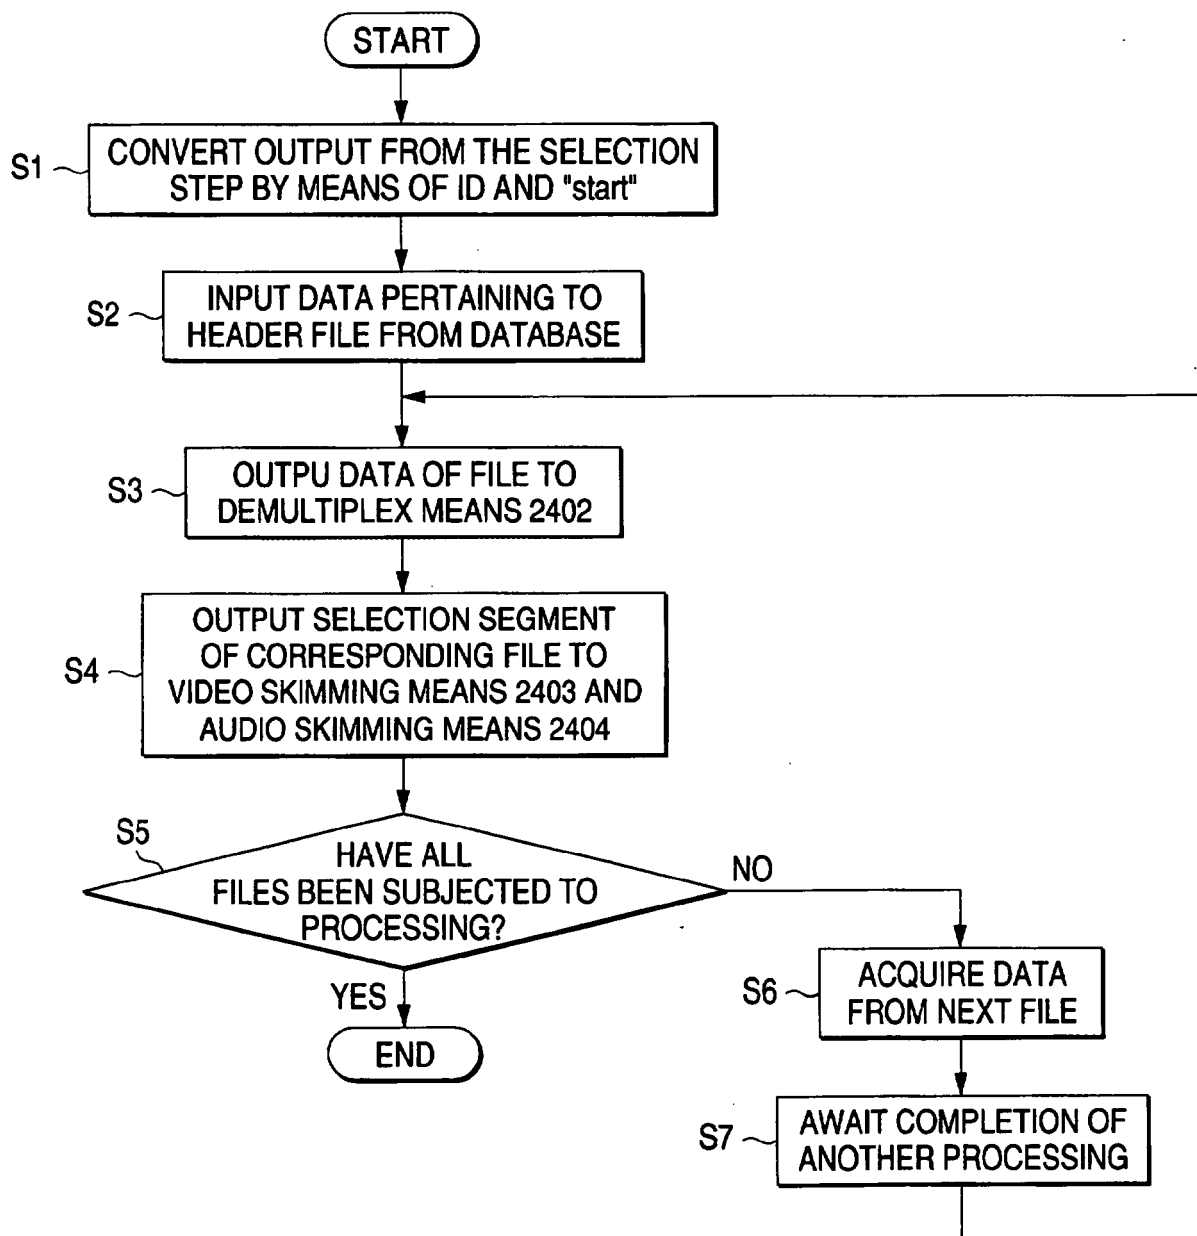 START
S1
CONVERT OUTPUT FROM THE SELECTION
STEP BY MEANS OF ID AND "start"
S2
INPUT DATA PERTAINING TO
HEADER FILE FROM DATABASE
S3
OUTPU DATA OF FILE TO
DEMULTIPLEX MEANS 2402
S4
OUTPUT SELECTION SEGMENT
OF CORRESPONDING FILE TO
VIDEO SKIMMING MEANS 2403 AND
AUDIO SKIMMING MEANS 2404
S5
HAVE ALL
FILES BEEN SUBJECTED TO
PROCESSING?
NO
YES
END
S6
ACQUIRE DATA
FROM NEXT FILE
S7
AWAIT COMPLETION OF
ANOTHER PROCESSING